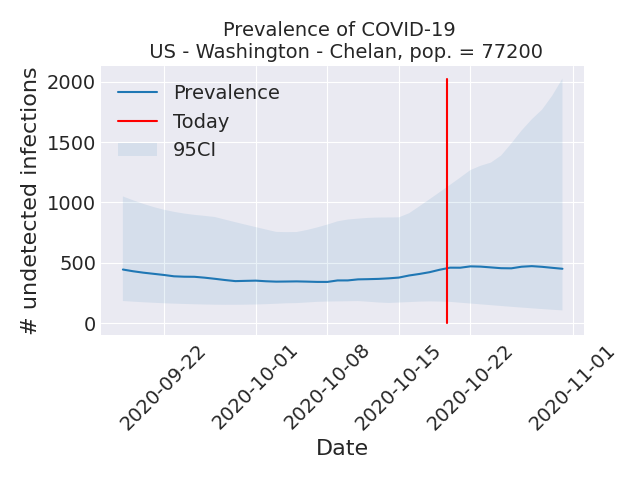 Prevalence of COVID-19
US - Washington - Chelan, pop. = 77200
# undetected infections
2000
1500
1000
500
0
Prevalence
Today
95CI
2020-09-22
2020-10-01
2020-10-08
2020-10-15
2020-10-22
2020-11-01
Date